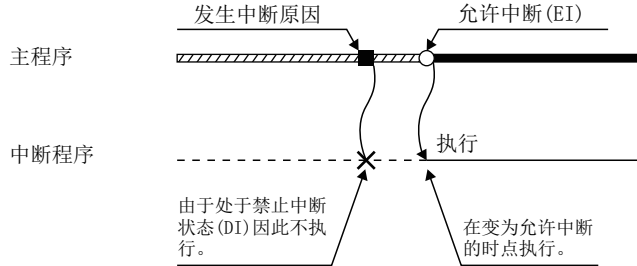 发生中断原因
允许中断(EI)
主程序
执行
中断程序
由于处于禁止中断
状态(DI)因此不执
行。
在变为允许中断
的时点执行。